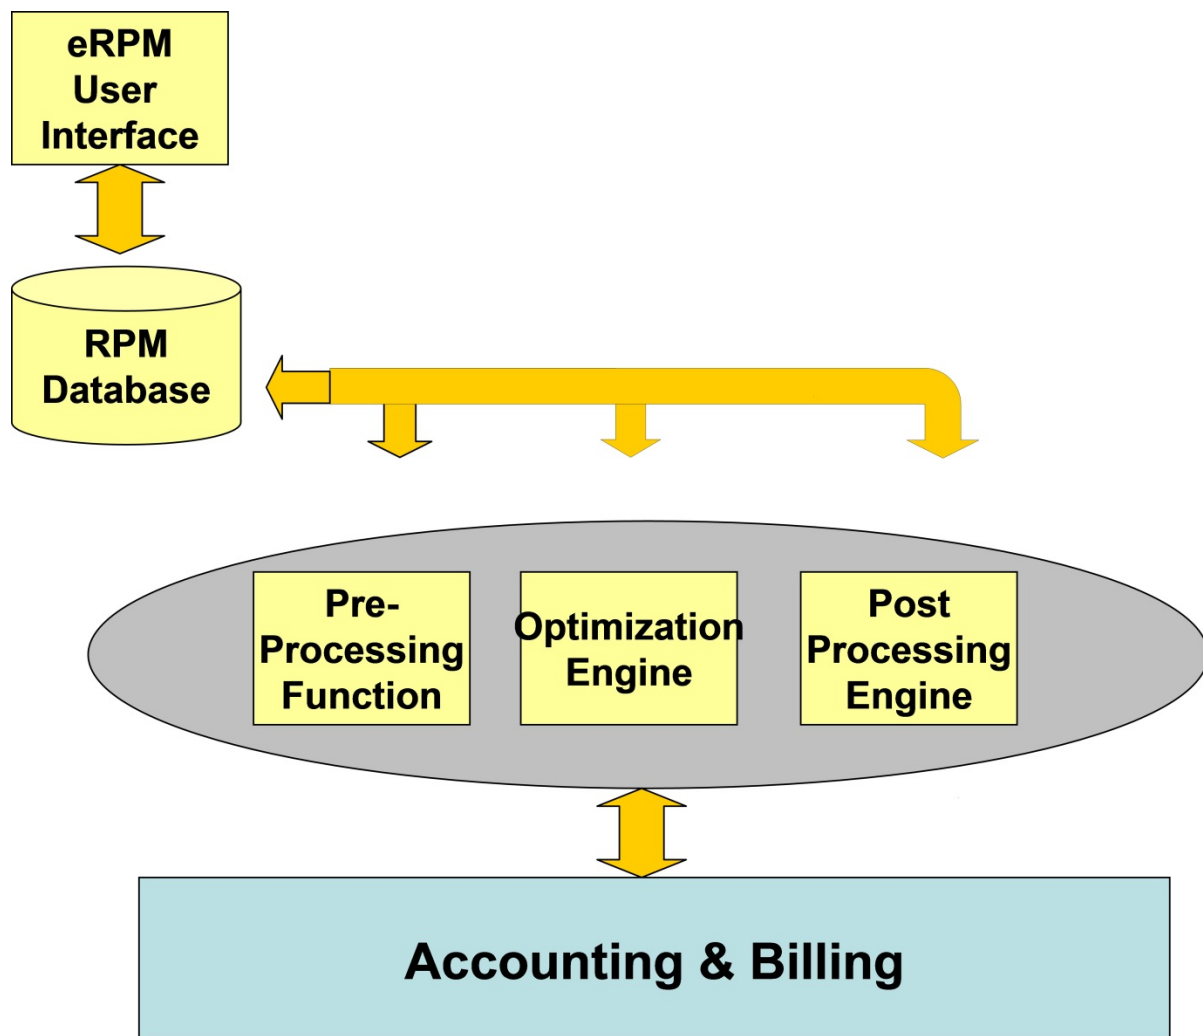 eRPM
User
Interface
RPM
Database
Pre-
Processing
Function
Optimization
Engine
Post
Processing
Engine
Accounting & Billing